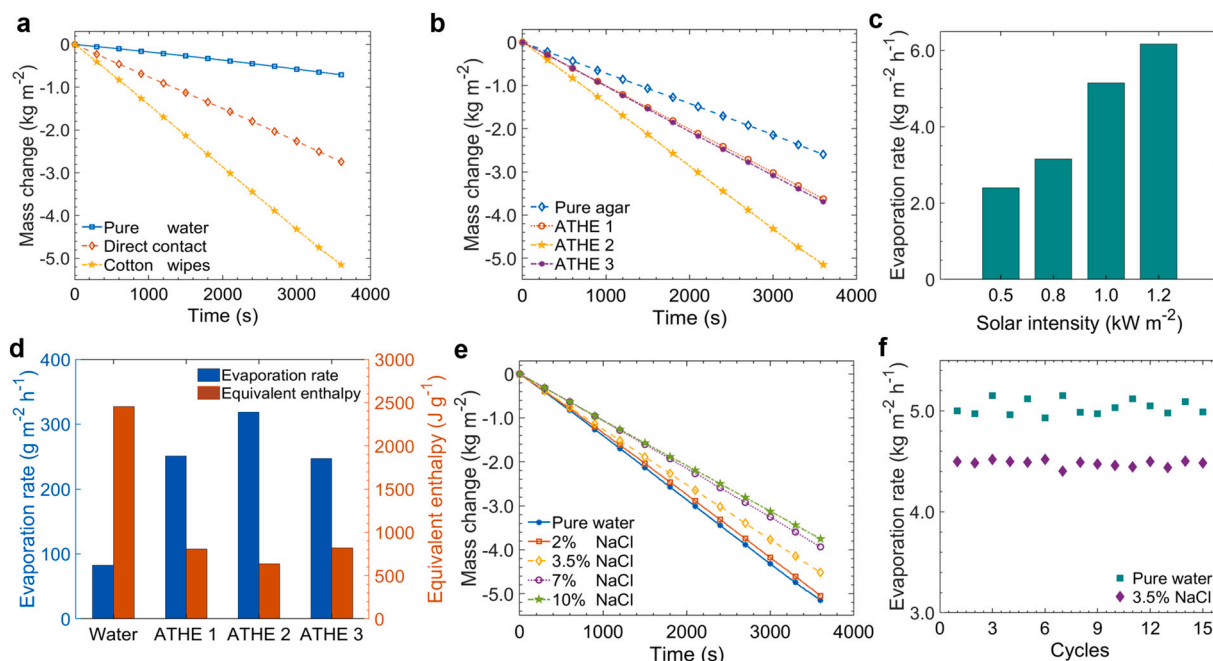 a
0
-1.0
-2.0
-3.0
-4.0
-5.0
Mass change (kg m-2)
Pure water
Direct contact
Cotton wipes
0 1000 2000 3000 4000
Time (s)
b
0
-1.0
-2.0
-3.0
-4.0
-5.0
Mass change (kg m-2)
Pure agar
ATHE 1
ATHE 2
ATHE 3
0 1000 2000 3000 4000
Time (s)
c
6.0
4.0
2.0
0
Evaporation rate (kg m-2 h-1)
0.5 0.8 1.0 1.2
Solar intensity (kW m-2)
d
400
300
200
100
0
Evaporation rate (g m-2 h-1)
Evaporation rate
Equivalent enthalpy
3000
2500
2000
1500
1000
500
0
Equivalent enthalpy (J g-1)
Water ATHE 1 ATHE 2 ATHE 3
e
0
-1.0
-2.0
-3.0
-4.0
-5.0
Mass change (kg m-2)
Pure water
2% NaCl
3.5% NaCl
7% NaCl
10% NaCl
0 1000 2000 3000 4000
Time (s)
f
6.0
5.0
4.0
3.0
Evaporation rate (kg m-2 h-1)
Pure water
3.5% NaCl
0 3 6 9 12 15
Cycles